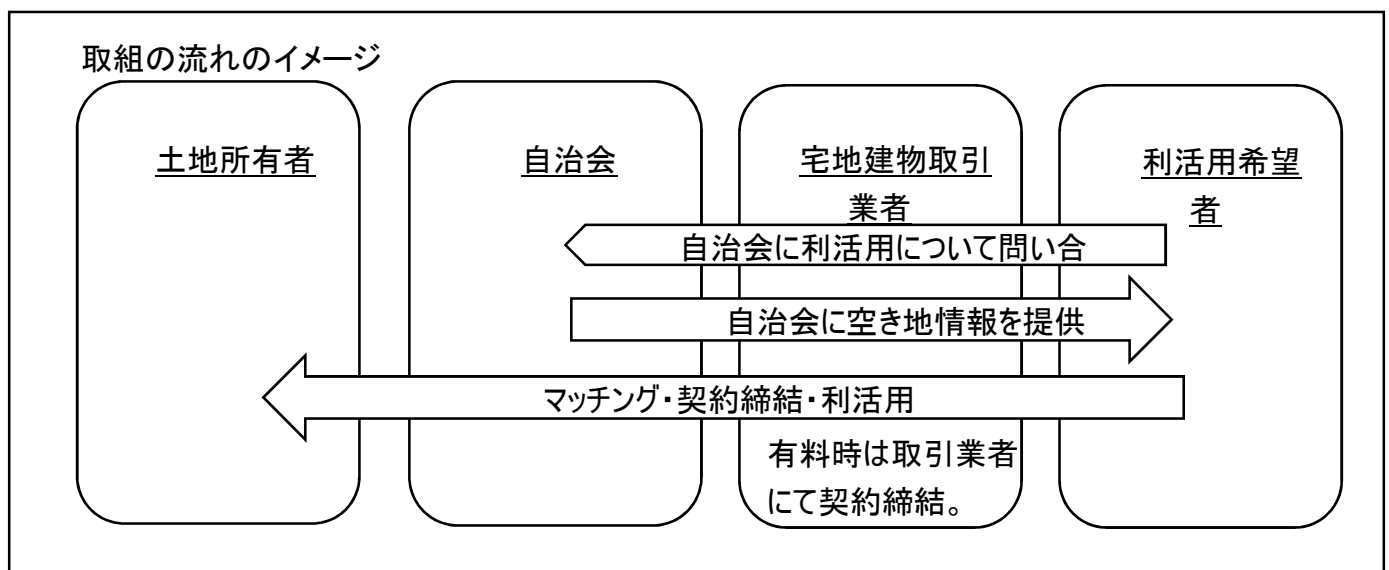 取組の流れのイメージ
土地所有者
自治会
宅地建物取引
業者
利活用希望
者
自治会に利活用について問い合
自治会に空き地情報を提供
マッチング・契約締結・利活用
有料時は取引業者
にて契約締結。